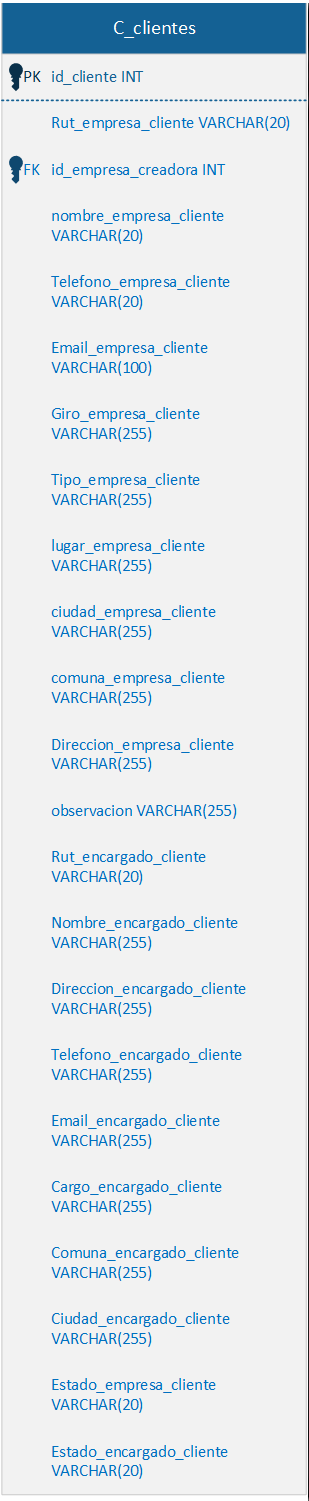 C_clientes
PK id_cliente INT
Rut_empresa_cliente VARCHAR(20)
FK id_empresa_creadora INT
nombre_empresa_cliente
VARCHAR(20)
Telefono_empresa_cliente
VARCHAR(20)
Email_empresa_cliente
VARCHAR(100)
Giro_empresa_cliente
VARCHAR(255)
Tipo_empresa_cliente
VARCHAR(255)
lugar_empresa_cliente
VARCHAR(255)
ciudad_empresa_cliente
VARCHAR(255)
comuna_empresa_cliente
VARCHAR(255)
Direccion_empresa_cliente
VARCHAR(255)
observacion VARCHAR(255)
Rut_encargado_cliente
VARCHAR(20)
Nombre_encargado_cliente
VARCHAR(255)
Direccion_encargado_cliente
VARCHAR(255)
Telefono_encargado_cliente
VARCHAR(255)
Email_encargado_cliente
VARCHAR(255)
Cargo_encargado_cliente
VARCHAR(255)
Comuna_encargado_cliente
VARCHAR(255)
Ciudad_encargado_cliente
VARCHAR(255)
Estado_empresa_cliente
VARCHAR(20)
Estado_encargado_cliente
VARCHAR(20)